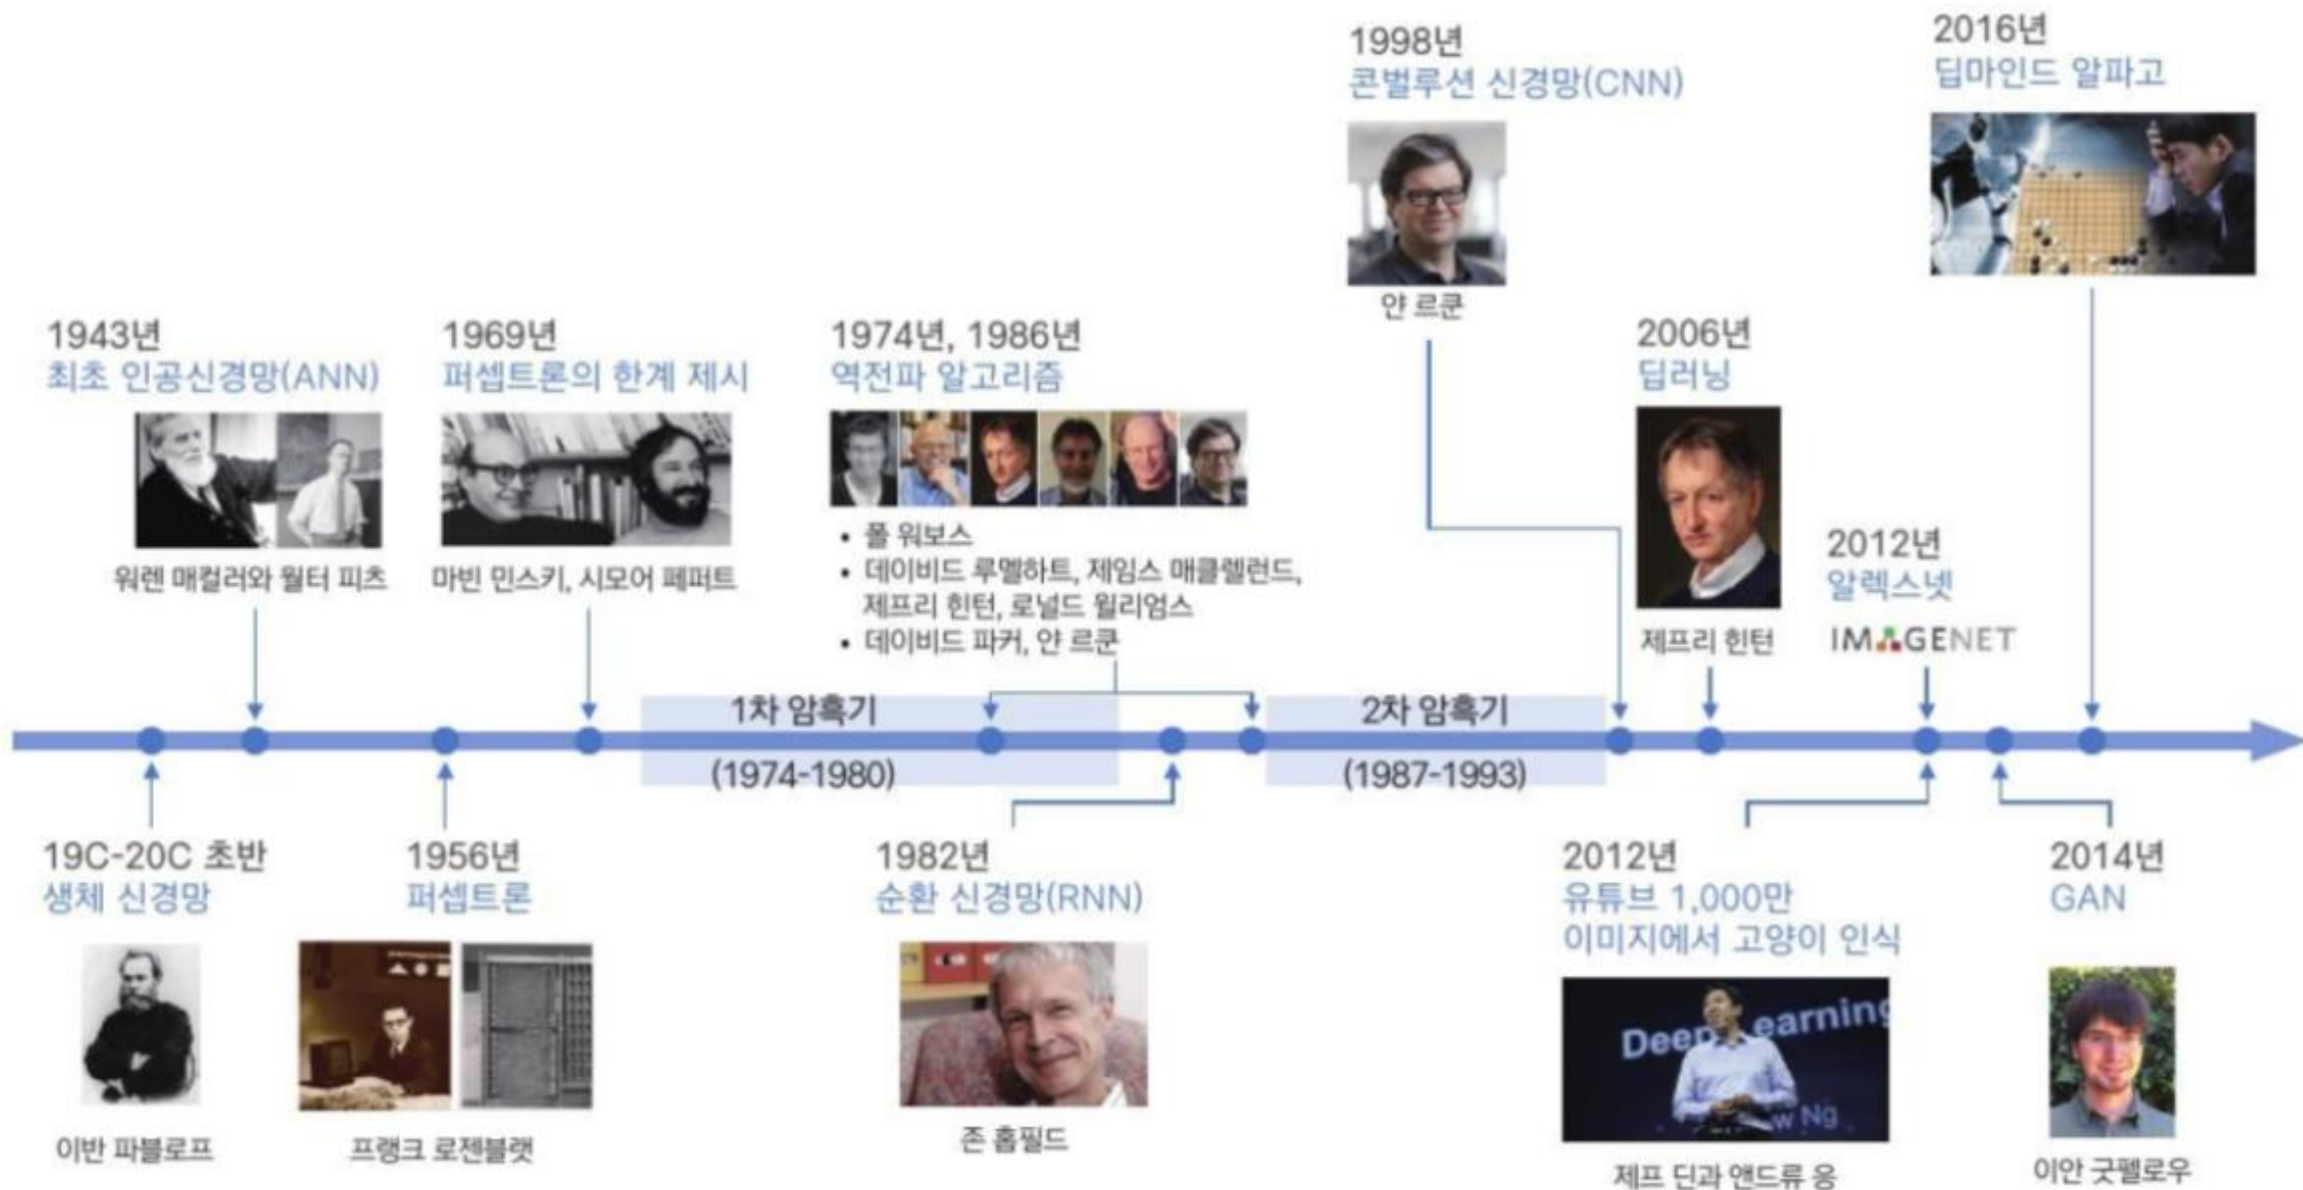 1998년
콘벌루션 신경망(CNN)
얀 르쿤
2016년
딥마인드 알파고
1943년
최초 인공신경망(ANN)
워렌 매컬러와 월터 피츠
1969년
퍼셉트론의 한계 제시
마빈 민스키, 시모어 페퍼트
1974년, 1986년
역전파 알고리즘
• 폴 워보스
• 데이비드 루멜하트, 제임스 매클렐런드,
제프리 힌턴, 로널드 윌리엄스
• 데이비드 파커, 얀 르쿤
2006년
딥러닝
제프리 힌턴
2012년
알렉스넷
IMAGENET
1차 암흑기
(1974-1980)
2차 암흑기
(1987-1993)
19C-20C 초반
생체 신경망
이반 파블로프
1956년
퍼셉트론
프랭크 로젠블랫
1982년
순환 신경망(RNN)
존 홉필드
2012년
유튜브 1,000만
이미지에서 고양이 인식
Deep Learning
w Ng
제프 딘과 앤드류 응
2014년
GAN
이안 굿펠로우